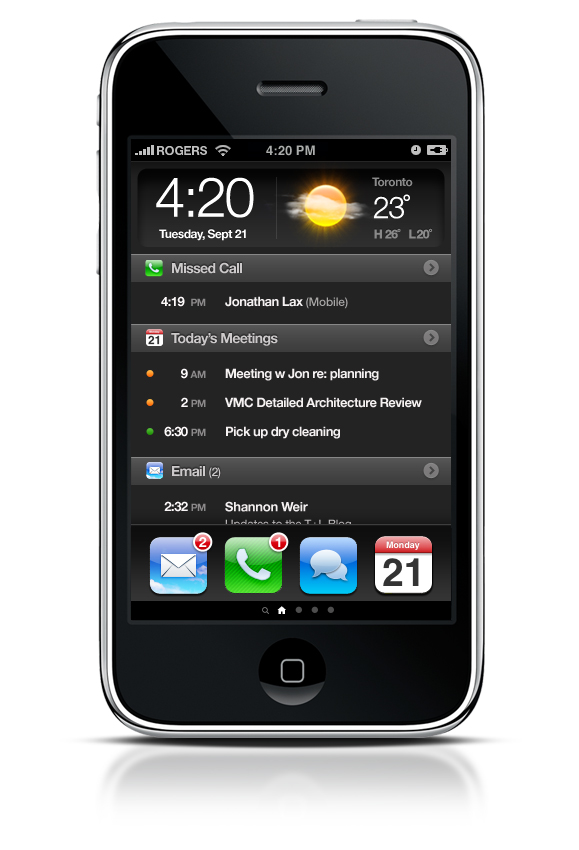 ROGERS 4:20 PM
4:20
Tuesday, Sept 21
Toronto
23°
H 26° L 20°
Missed Call
4:19 PM Jonathan Lax (Mobile)
21
Today's Meetings
9 AM Meeting w Jon re: planning
2 PM VMC Detailed Architecture Review
6:30 PM Pick up dry cleaning
Email (2)
2:32 PM Shannon Weir
Updates to the T+L Blog
2
1
Monday
21